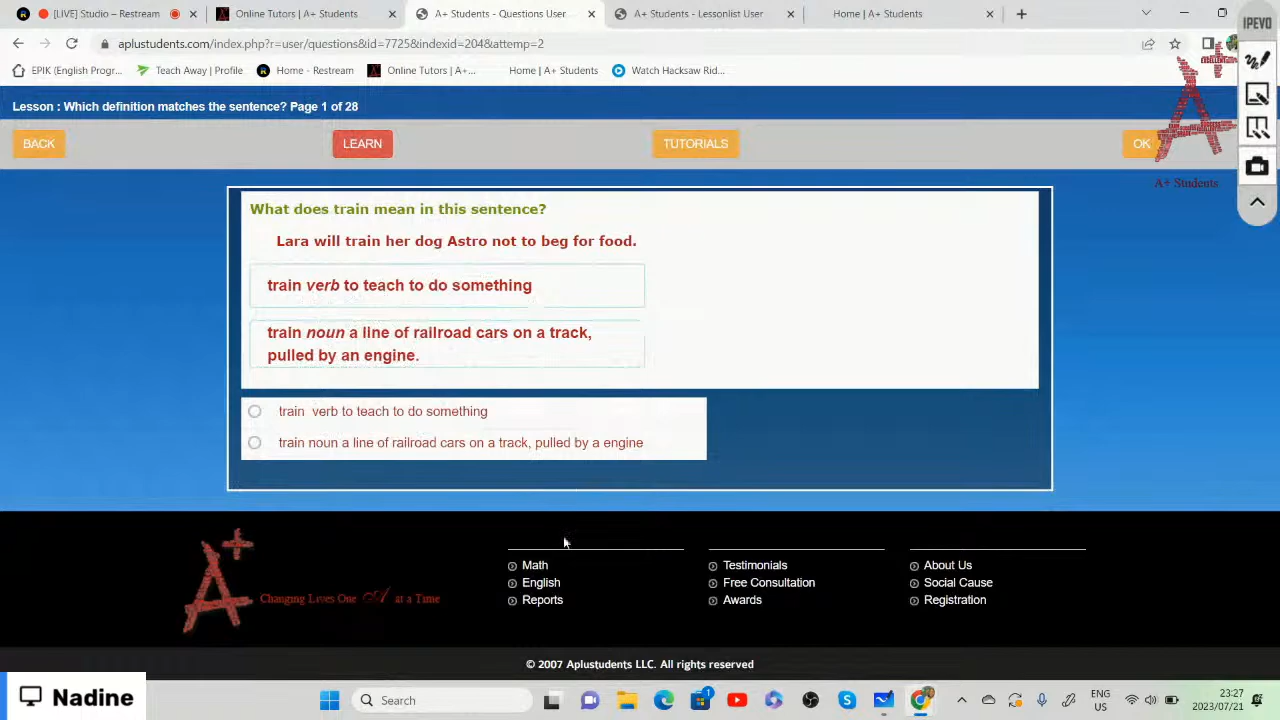 [LIVE] Studio – Restream
Online Tutors | A+ Students
A+ Students - Questions User
A+ Students - Lessonlist User
Home | A+ Students
IPEVO
aplustudents.com/index.php?r=user/questions&id=7725&indexid=204&attemp=2
EPIK (English Progr...
Teach Away | Profile
Home - Restream
Online Tutors | A+...
Home | A+ Students
Watch Hacksaw Rid...
Lesson : Which definition matches the sentence? Page 1 of 28
BACK
LEARN
TUTORIALS
OK
A+ Students
What does train mean in this sentence?
Lara will train her dog Astro not to beg for food.
train verb to teach to do something
train noun a line of railroad cars on a track,
pulled by an engine.
train verb to teach to do something
train noun a line of railroad cars on a track, pulled by a engine
Changing Lives One A at a Time
Math
English
Reports
Testimonials
Free Consultation
Awards
About Us
Social Cause
Registration
© 2007 Aplustudents LLC. All rights reserved
Nadine
Search
1
ENG
US
23:27
2023/07/21